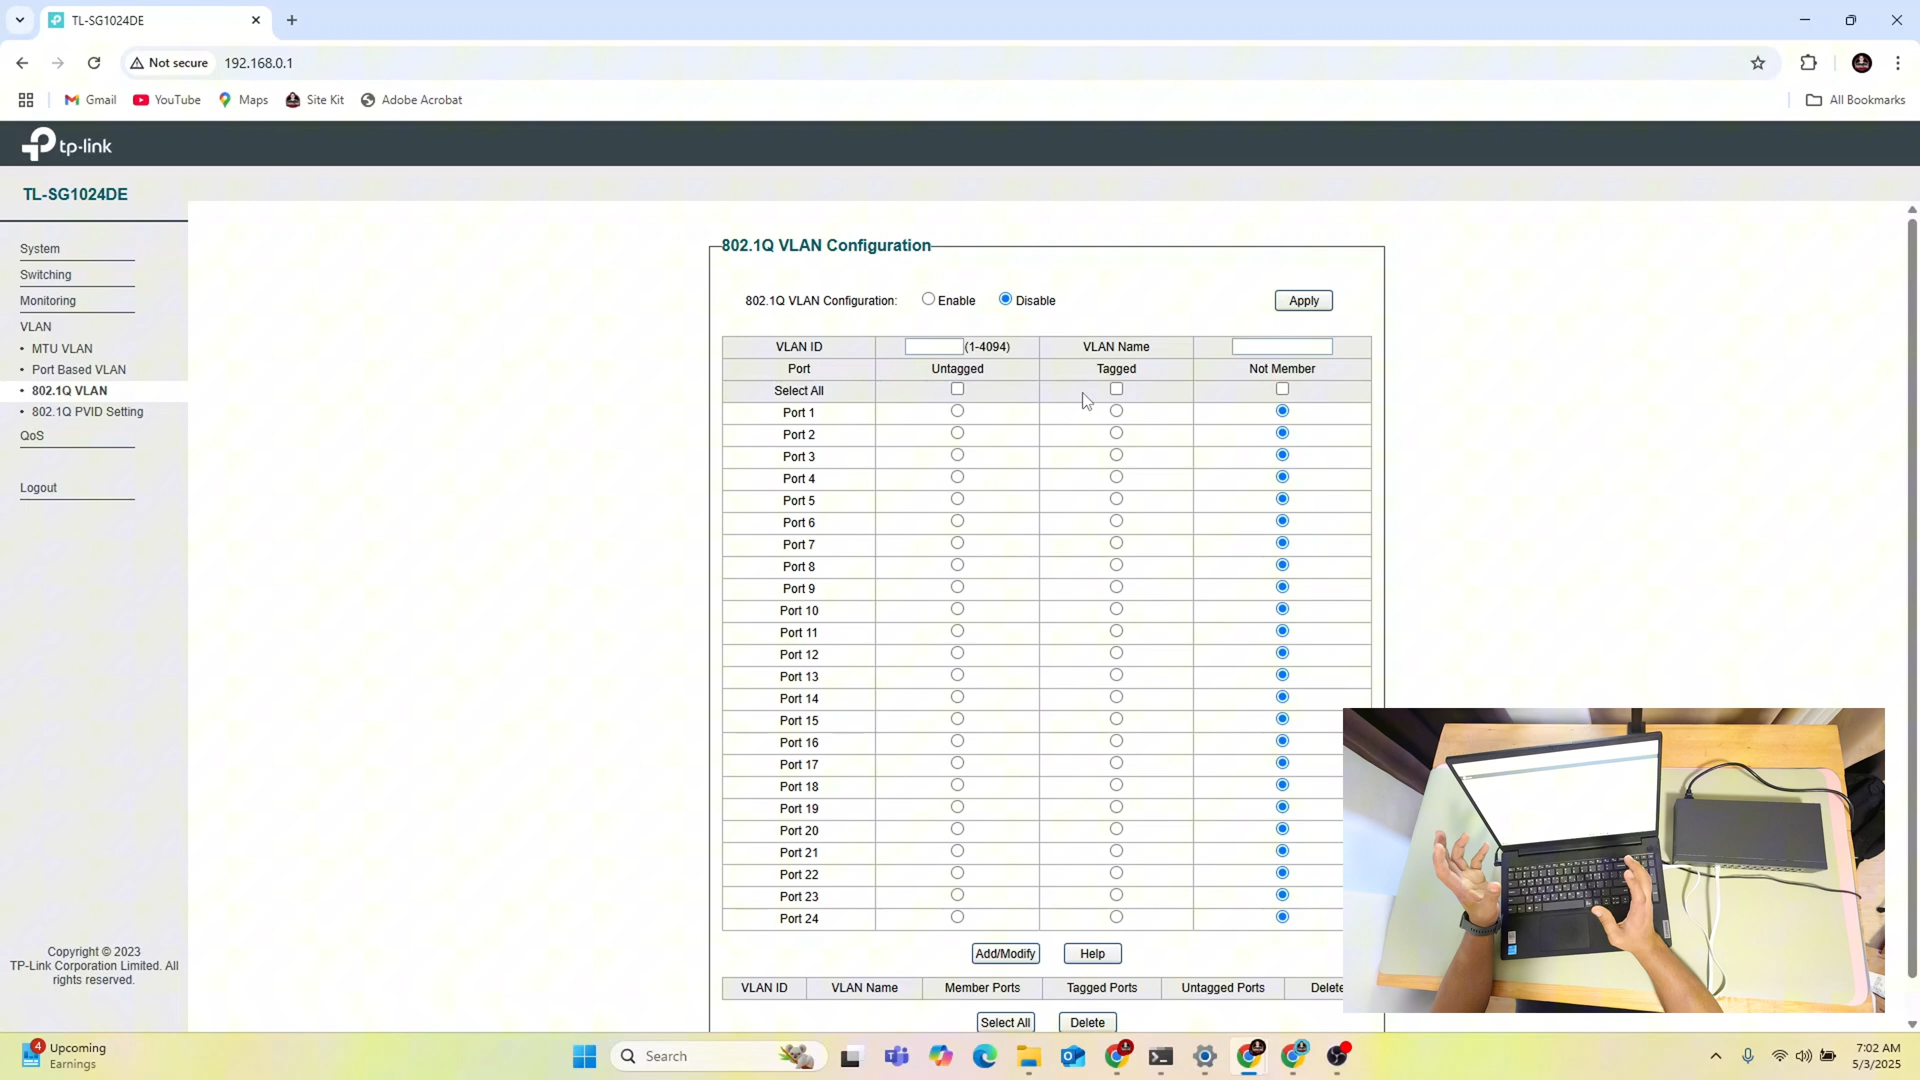 TL-SG1024DE
Not secure 192.168.0.1
Gmail YouTube Maps Site Kit Adobe Acrobat All Bookmarks
tp-link
TL-SG1024DE
System
Switching
Monitoring
VLAN
• MTU VLAN
• Port Based VLAN
• 802.1Q VLAN
• 802.1Q PVID Setting
QoS
Logout
Copyright © 2023
TP-Link Corporation Limited. All
rights reserved.
802.1Q VLAN Configuration
802.1Q VLAN Configuration: Enable Disable Apply
VLAN ID (1-4094) VLAN Name
Port Untagged Tagged Not Member
Select All
Port 1
Port 2
Port 3
Port 4
Port 5
Port 6
Port 7
Port 8
Port 9
Port 10
Port 11
Port 12
Port 13
Port 14
Port 15
Port 16
Port 17
Port 18
Port 19
Port 20
Port 21
Port 22
Port 23
Port 24
Add/Modify Help
VLAN ID VLAN Name Member Ports Tagged Ports Untagged Ports Delete
Select All Delete
4 Upcoming
Earnings
Search
7:02 AM
5/3/2025